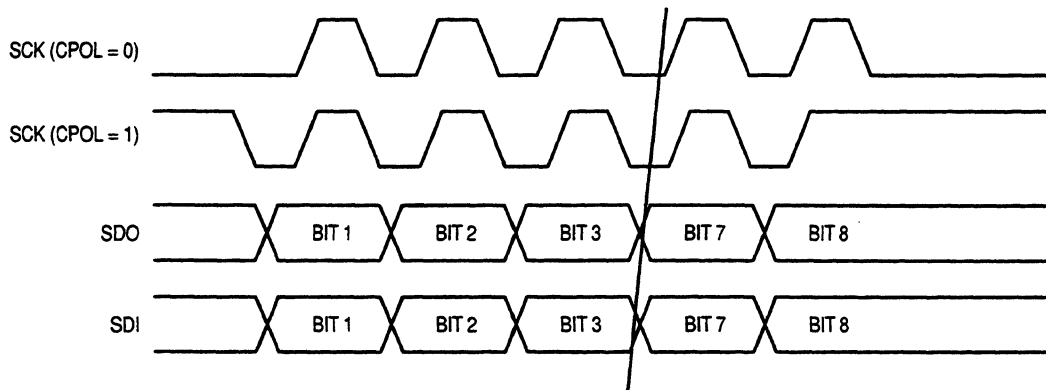 SCK (CPOL = 0)
SCK (CPOL = 1)
SDO BIT 1 BIT 2 BIT 3 BIT 7 BIT 8
SDI BIT 1 BIT 2 BIT 3 BIT 7 BIT 8